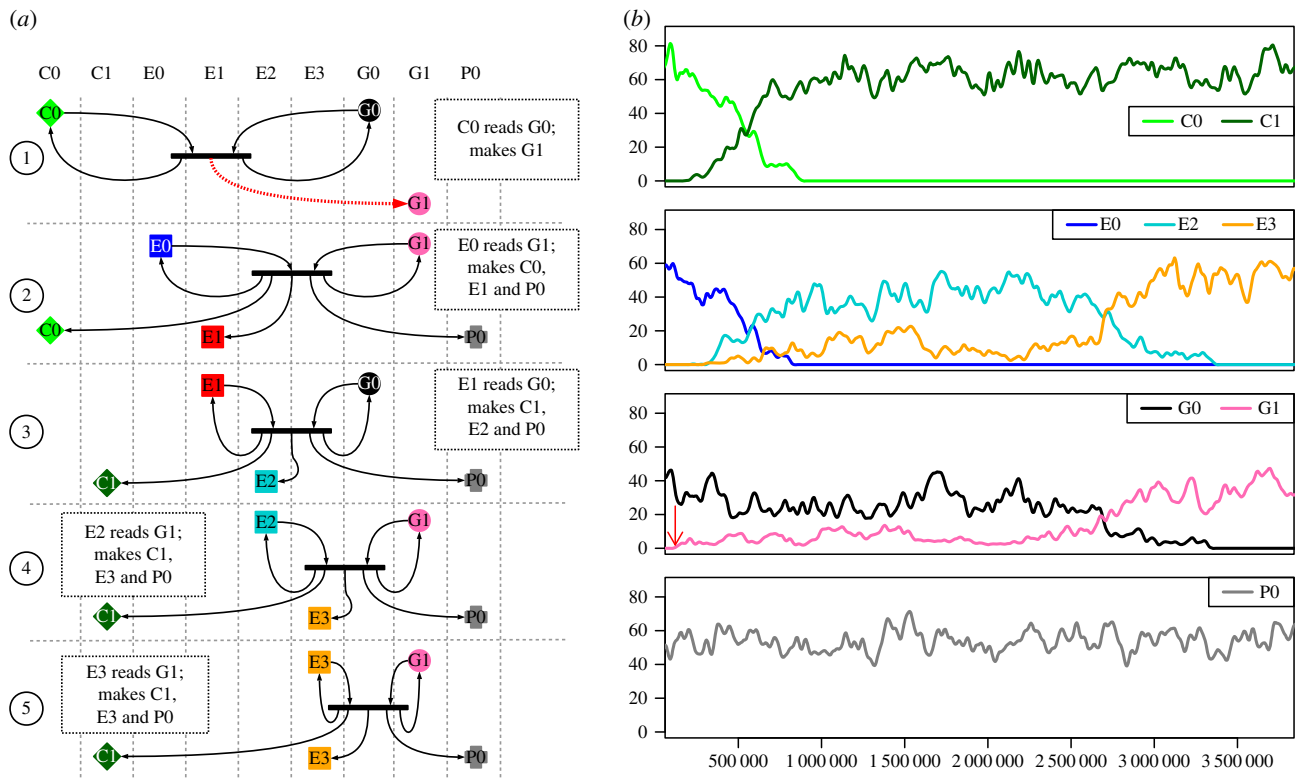 (a)
C0 C1 E0 E1 E2 E3 G0 G1 P0
1
C0
G0
G1
C0 reads G0;
makes G1
2
E0
G1
C0
E1
P0
E0 reads G1;
makes C0,
E1 and P0
3
E1
G0
C1
E2
P0
E1 reads G0;
makes C1,
E2 and P0
4
E2 reads G1;
makes C1,
E3 and P0
E2
G1
C1
E3
P0
5
E3 reads G1;
makes C1,
E3 and P0
E3
G1
C1
E3
P0
(b)
80
60
40
20
0
C0 C1
80
60
40
20
0
E0 E2 E3
80
60
40
20
0
G0 G1
80
60
40
20
0
P0
500 000 1 000 000 1 500 000 2 000 000 2 500 000 3 000 000 3 500 000